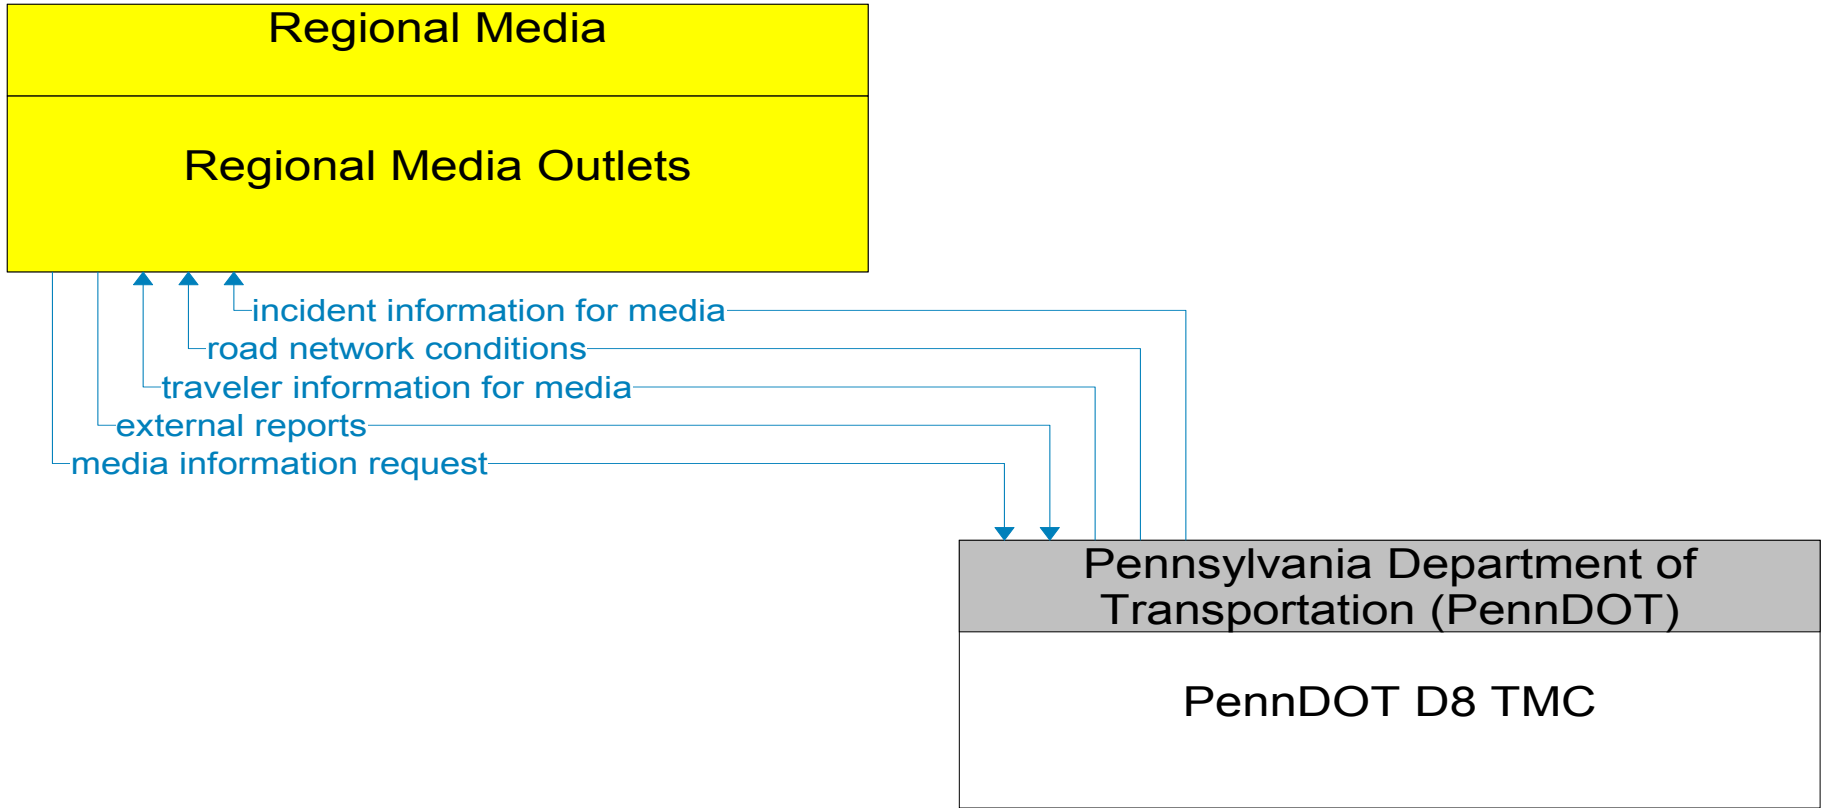 Regional Media
Regional Media Outlets
incident information for media
road network conditions
traveler information for media
external reports
media information request
Pennsylvania Department of
Transportation (PennDOT)
PennDOT D8 TMC